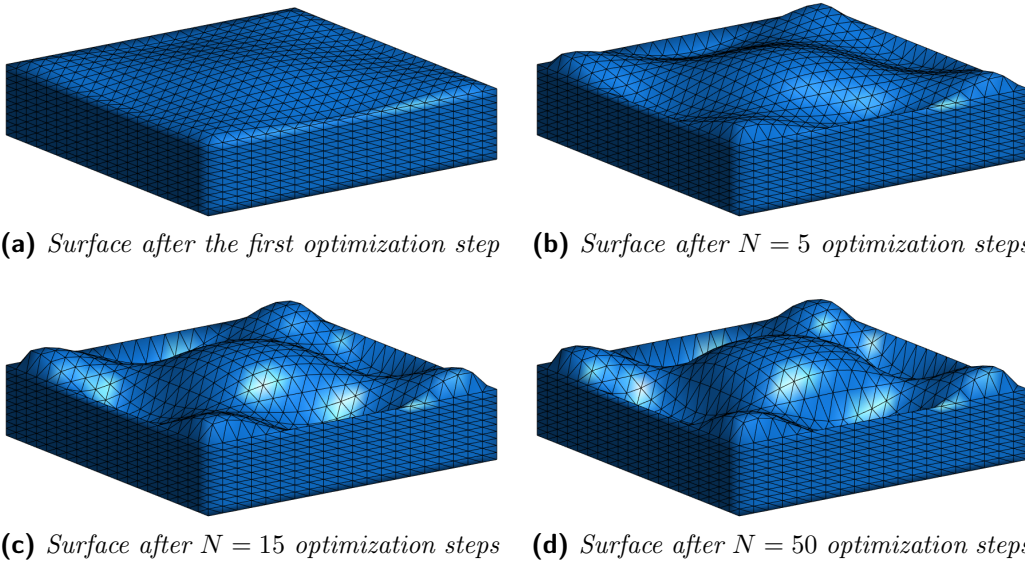 (a) Surface after the first optimization step
(b) Surface after N = 5 optimization steps
(c) Surface after N = 15 optimization steps
(d) Surface after N = 50 optimization steps